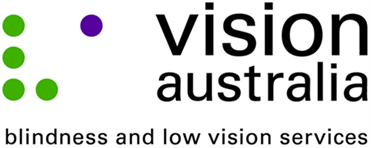 vision
australia
blindness and low vision services